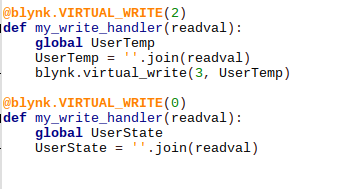 @blynk.VIRTUAL_WRITE(2)
def my_write_handler(readval):
    global UserTemp
    UserTemp = ''.join(readval)
    blynk.virtual_write(3, UserTemp)

@blynk.VIRTUAL_WRITE(0)
def my_write_handler(readval):
    global UserState
    UserState = ''.join(readval)